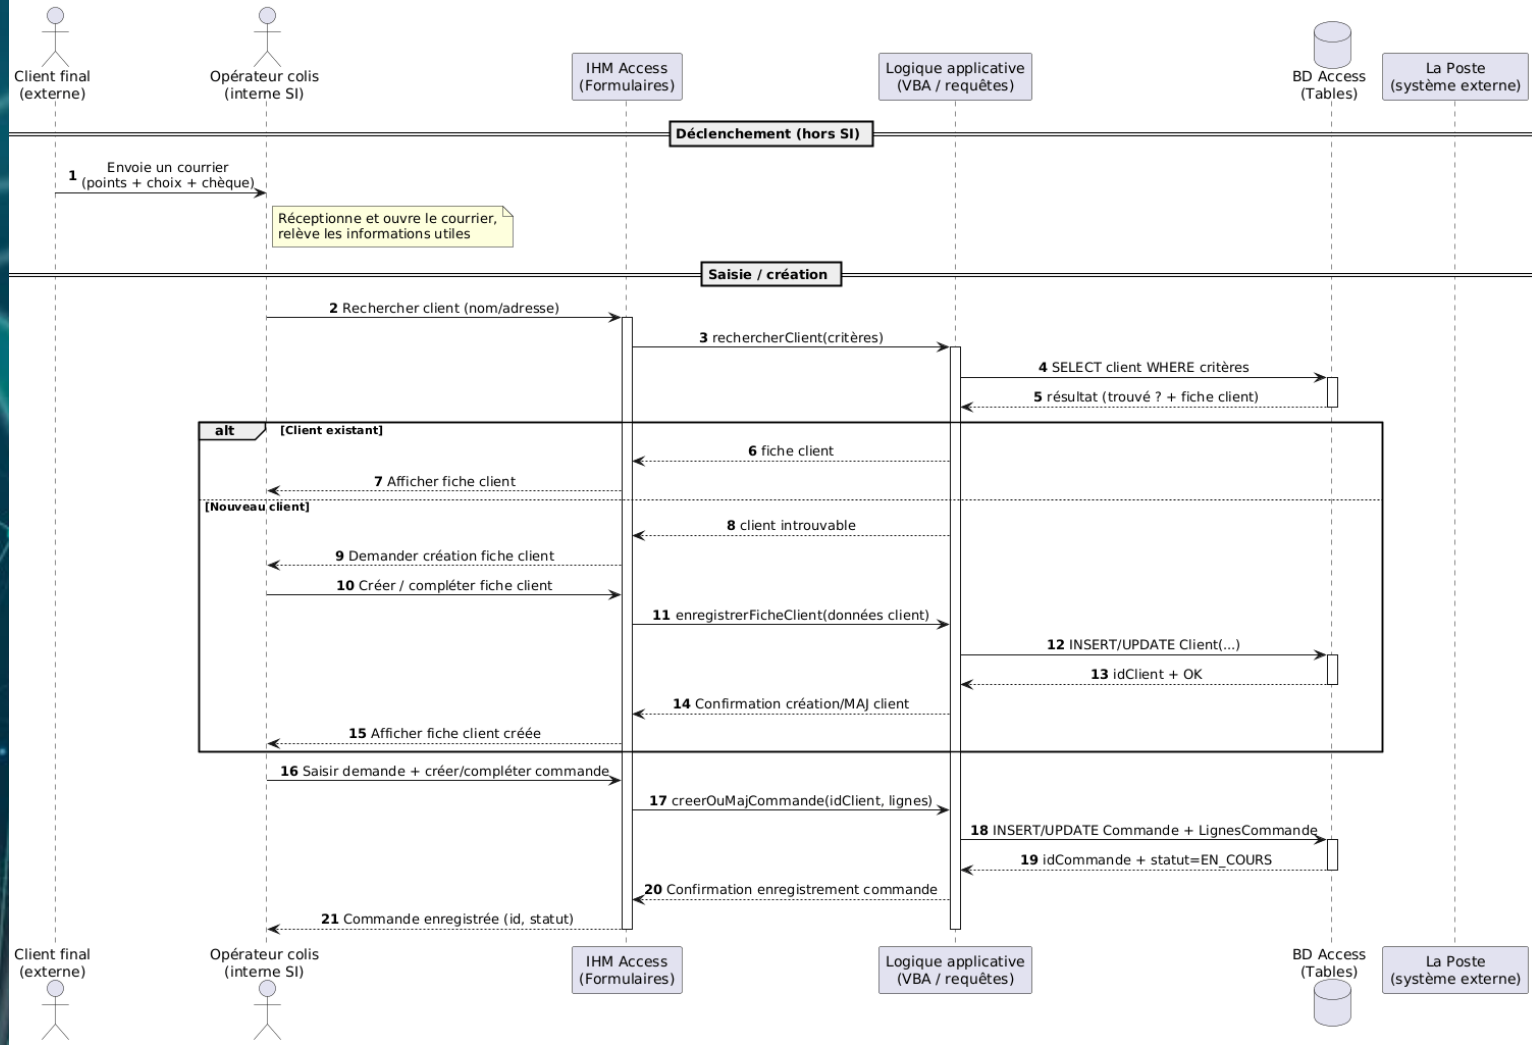 Client final
(externe)
Opérateur colis
(interne SI)
IHM Access
(Formulaires)
Logique applicative
(VBA / requêtes)
BD Access
(Tables)
La Poste
(système externe)
Déclenchement (hors SI)
1 Envoie un courrier
(points + choix + chèque)
Réceptionne et ouvre le courrier,
relève les informations utiles
Saisie / création
2 Rechercher client (nom/adresse)
3 rechercherClient(critères)
4 SELECT client WHERE critères
5 résultat (trouvé ? + fiche client)
alt [Client existant]
6 fiche client
7 Afficher fiche client
[Nouveau client]
8 client introuvable
9 Demander création fiche client
10 Créer / compléter fiche client
11 enregistrerFicheClient(données client)
12 INSERT/UPDATE Client(...)
13 idClient + OK
14 Confirmation création/MAJ client
15 Afficher fiche client créée
16 Saisir demande + créer/compléter commande
17 creerOuMajCommande(idClient, lignes)
18 INSERT/UPDATE Commande + LignesCommande
19 idCommande + statut=EN_COURS
20 Confirmation enregistrement commande
21 Commande enregistrée (id, statut)
Client final
(externe)
Opérateur colis
(interne SI)
IHM Access
(Formulaires)
Logique applicative
(VBA / requêtes)
BD Access
(Tables)
La Poste
(système externe)